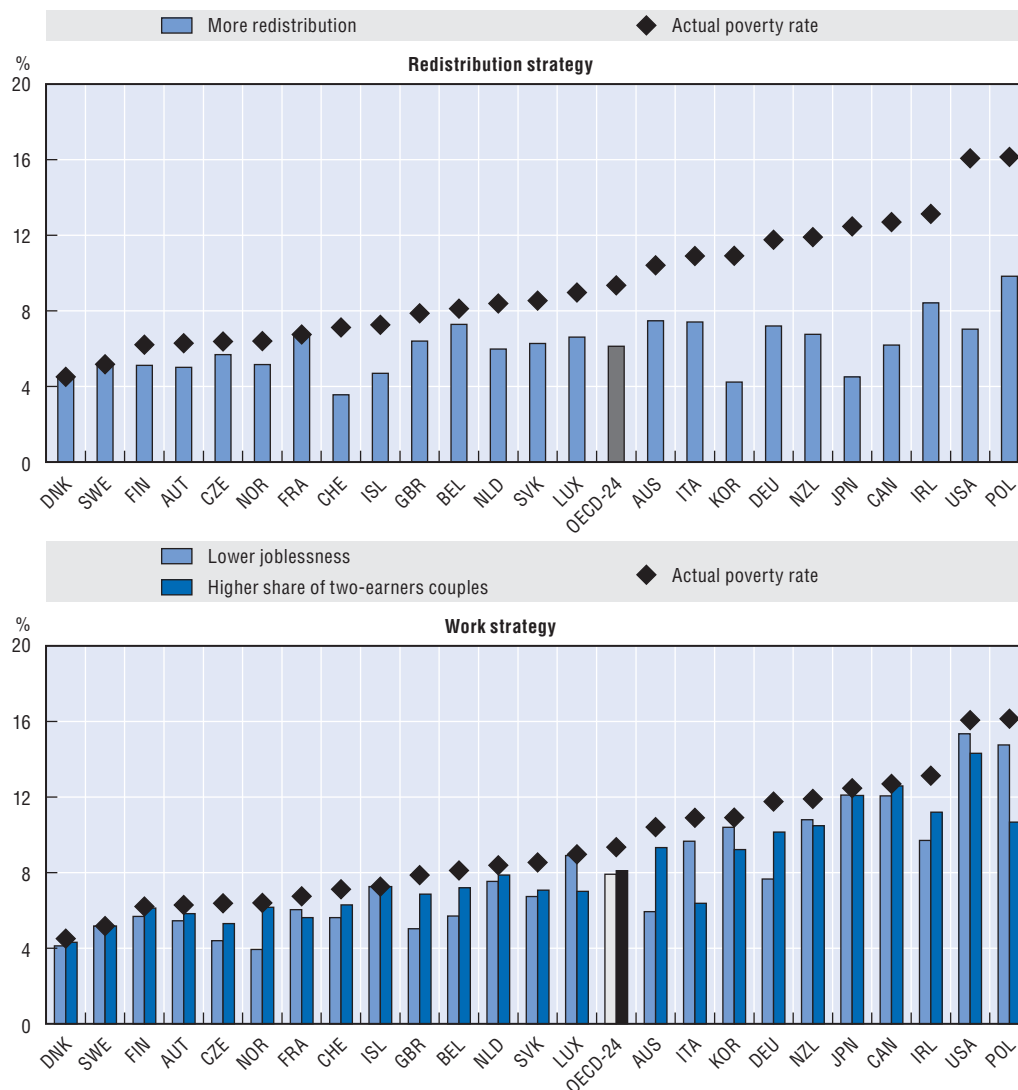 More redistribution
Actual poverty rate
%
Redistribution strategy
20
16
12
8
4
0
DNK SWE FIN AUT CZE NOR FRA CHE ISL GBR BEL NLD SVK LUX OECD-24 AUS ITA KOR DEU NZL JPN CAN IRL USA POL
Lower joblessness
Higher share of two-earners couples
Actual poverty rate
%
Work strategy
20
16
12
8
4
0
DNK SWE FIN AUT CZE NOR FRA CHE ISL GBR BEL NLD SVK LUX OECD-24 AUS ITA KOR DEU NZL JPN CAN IRL USA POL